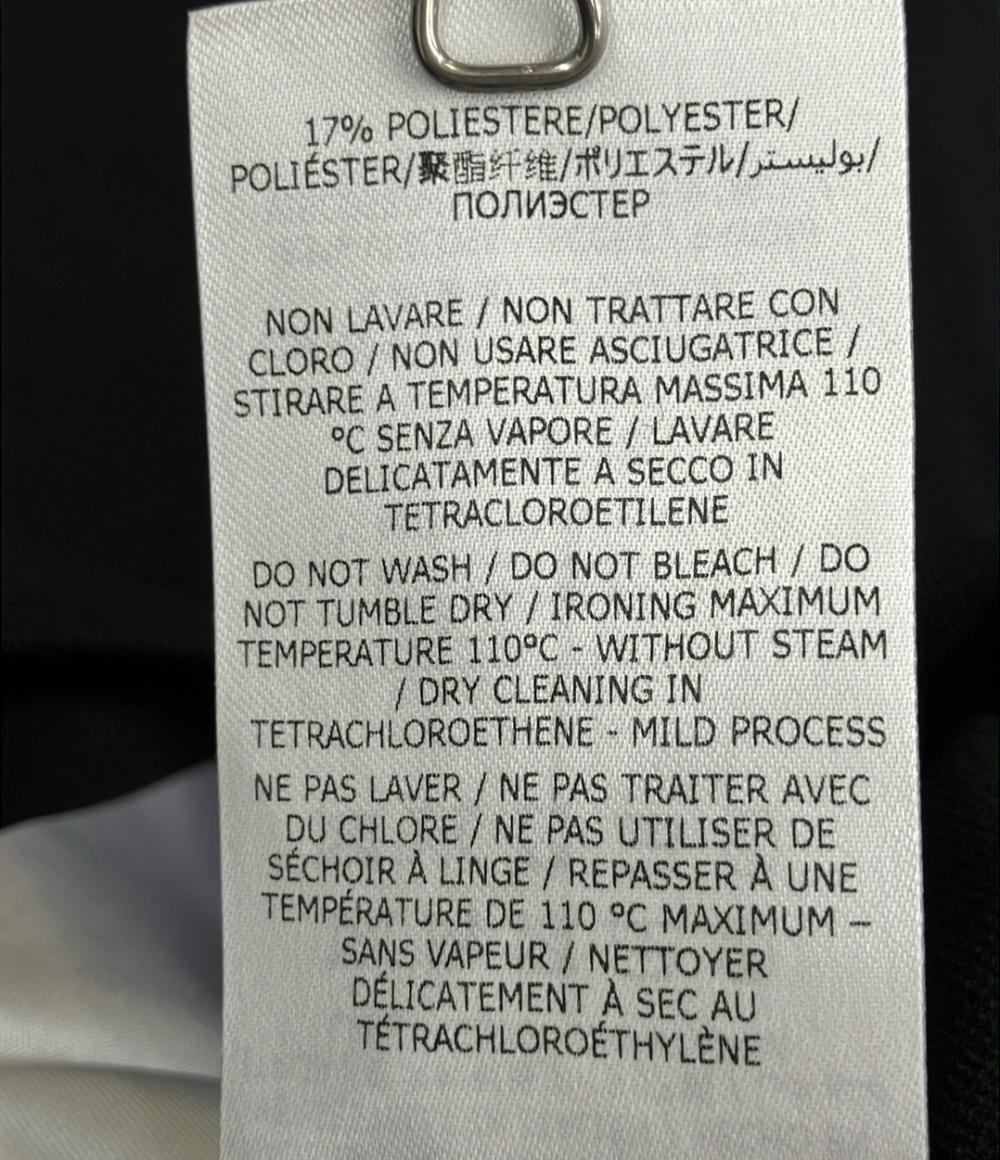 17% POLIESTERE/POLYESTER/
POLIÉSTER/聚酯纤维/ポリエステル/بوليستر/
ПОЛИЭСТЕР
NON LAVARE / NON TRATTARE CON
CLORO / NON USARE ASCIUGATRICE /
STIRARE A TEMPERATURA MASSIMA 110
°C SENZA VAPORE / LAVARE
DELICATAMENTE A SECCO IN
TETRACLOROETILENE
DO NOT WASH / DO NOT BLEACH / DO
NOT TUMBLE DRY / IRONING MAXIMUM
TEMPERATURE 110°C - WITHOUT STEAM
/ DRY CLEANING IN
TETRACHLOROETHENE - MILD PROCESS
NE PAS LAVER / NE PAS TRAITER AVEC
DU CHLORE / NE PAS UTILISER DE
SÉCHOIR À LINGE / REPASSER À UNE
TEMPÉRATURE DE 110 °C MAXIMUM –
SANS VAPEUR / NETTOYER
DÉLICATEMENT À SEC AU
TÉTRACHLOROÉTHYLÈNE